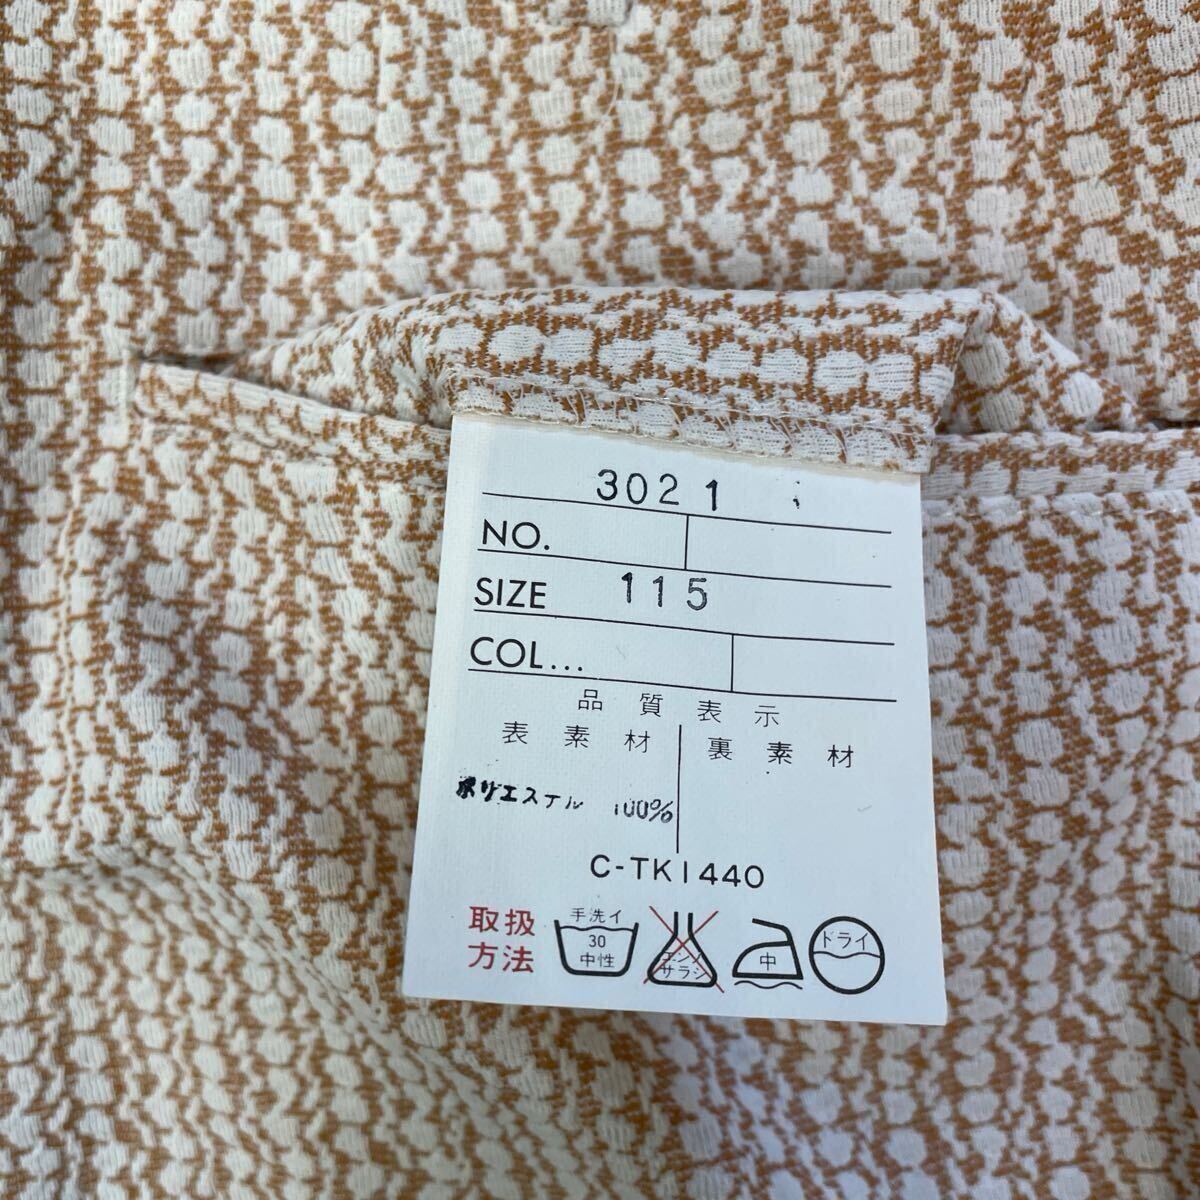 3021
NO.
SIZE 115
COL...
品質表示
表素材 裏素材
ポリエステル 100%
C-TK1440
取扱
方法
手洗イ
30
中性
エンソ
サラシ
中
ドライ